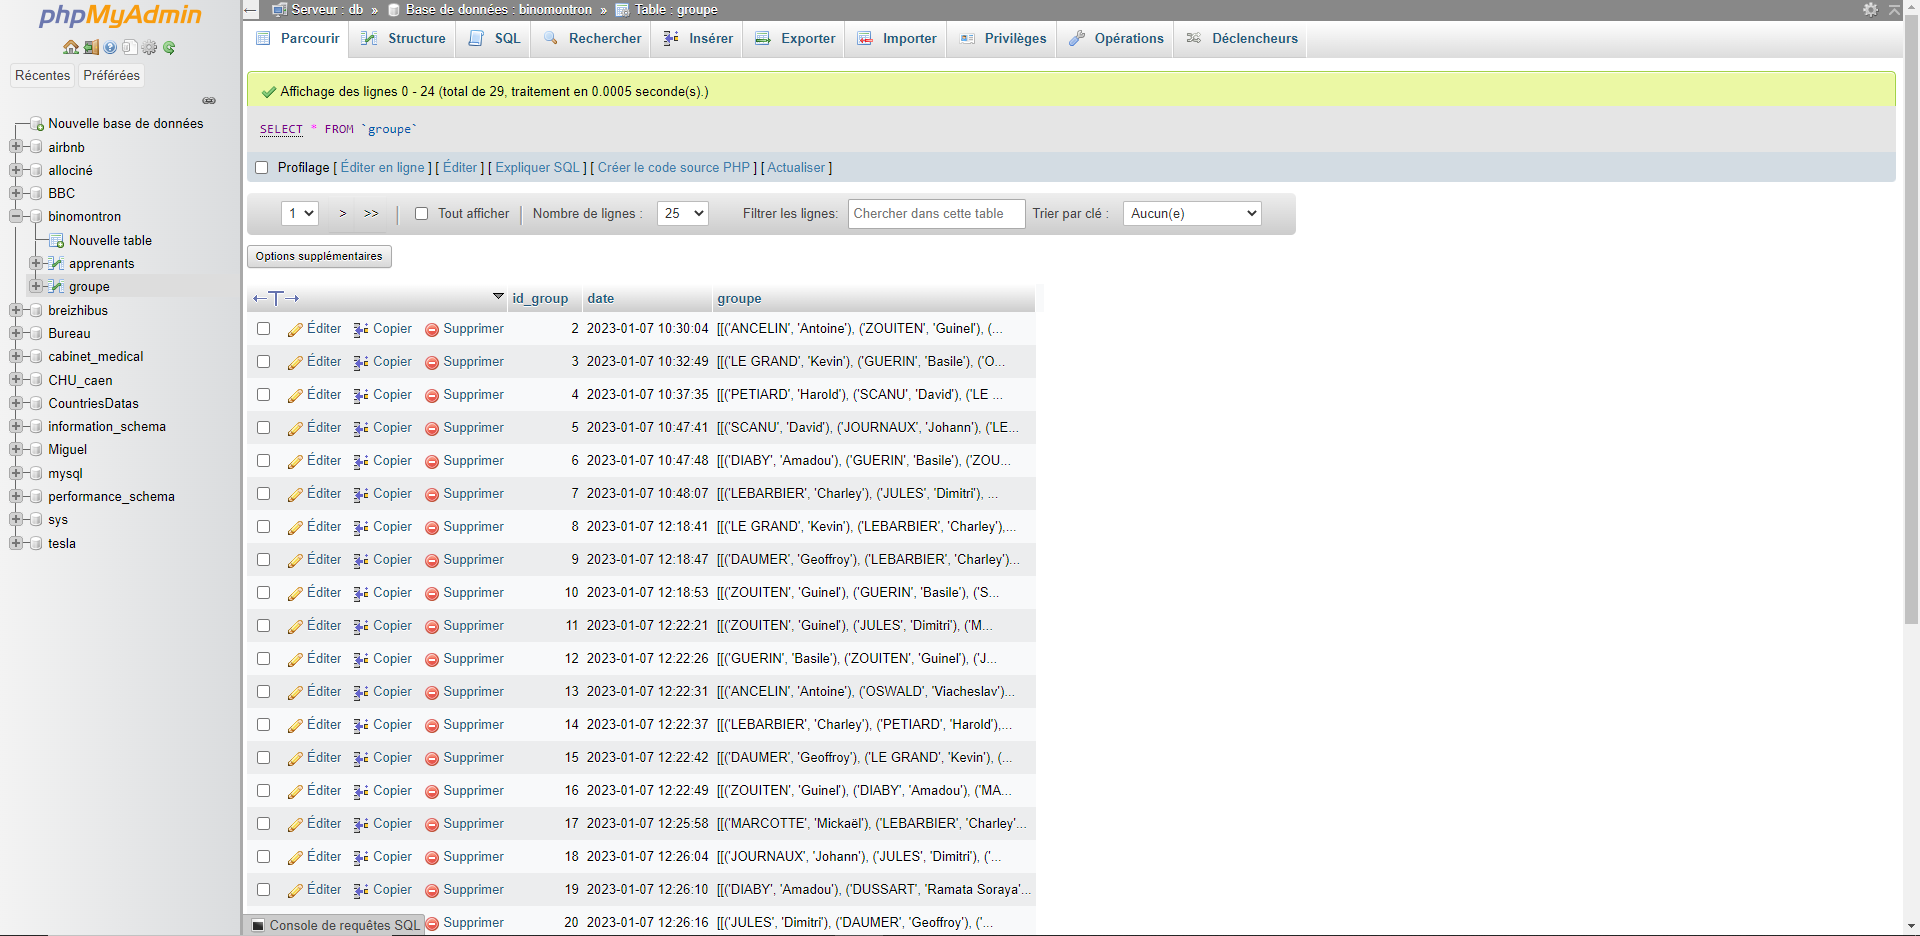 phpMyAdmin
Récentes Préférées
Nouvelle base de données
airbnb
allociné
BBC
binomontron
Nouvelle table
apprenants
groupe
breizhibus
Bureau
cabinet_medical
CHU_caen
CountriesDatas
information_schema
Miguel
mysql
performance_schema
sys
tesla
Serveur : db » Base de données : binomontron » Table : groupe
Parcourir Structure SQL Rechercher Insérer Exporter Importer Privilèges Opérations Déclencheurs
Affichage des lignes 0 - 24 (total de 29, traitement en 0.0005 seconde(s).)
SELECT * FROM `groupe`
Profilage [ Éditer en ligne ] [ Éditer ] [ Expliquer SQL ] [ Créer le code source PHP ] [ Actualiser ]
1 > >> | Tout afficher | Nombre de lignes : 25 Filtrer les lignes: Chercher dans cette table Trier par clé : Aucun(e)
Options supplémentaires
←T→ id_group date groupe
Éditer Copier Supprimer 2 2023-01-07 10:30:04 [[('ANCELIN', 'Antoine'), ('ZOUITEN', 'Guinel'), (...
Éditer Copier Supprimer 3 2023-01-07 10:32:49 [[('LE GRAND', 'Kevin'), ('GUERIN', 'Basile'), ('O...
Éditer Copier Supprimer 4 2023-01-07 10:37:35 [[('PETIARD', 'Harold'), ('SCANU', 'David'), ('LE ...
Éditer Copier Supprimer 5 2023-01-07 10:47:41 [[('SCANU', 'David'), ('JOURNAUX', 'Johann'), ('LE...
Éditer Copier Supprimer 6 2023-01-07 10:47:48 [[('DIABY', 'Amadou'), ('GUERIN', 'Basile'), ('ZOU...
Éditer Copier Supprimer 7 2023-01-07 10:48:07 [[('LEBARBIER', 'Charley'), ('JULES', 'Dimitri'), ...
Éditer Copier Supprimer 8 2023-01-07 12:18:41 [[('LE GRAND', 'Kevin'), ('LEBARBIER', 'Charley'),...
Éditer Copier Supprimer 9 2023-01-07 12:18:47 [[('DAUMER', 'Geoffroy'), ('LEBARBIER', 'Charley')...
Éditer Copier Supprimer 10 2023-01-07 12:18:53 [[('ZOUITEN', 'Guinel'), ('GUERIN', 'Basile'), ('S...
Éditer Copier Supprimer 11 2023-01-07 12:22:21 [[('ZOUITEN', 'Guinel'), ('JULES', 'Dimitri'), ('M...
Éditer Copier Supprimer 12 2023-01-07 12:22:26 [[('GUERIN', 'Basile'), ('ZOUITEN', 'Guinel'), ('J...
Éditer Copier Supprimer 13 2023-01-07 12:22:31 [[('ANCELIN', 'Antoine'), ('OSWALD', 'Viacheslav')...
Éditer Copier Supprimer 14 2023-01-07 12:22:37 [[('LEBARBIER', 'Charley'), ('PETIARD', 'Harold'),...
Éditer Copier Supprimer 15 2023-01-07 12:22:42 [[('DAUMER', 'Geoffroy'), ('LE GRAND', 'Kevin'), (...
Éditer Copier Supprimer 16 2023-01-07 12:22:49 [[('ZOUITEN', 'Guinel'), ('DIABY', 'Amadou'), ('MA...
Éditer Copier Supprimer 17 2023-01-07 12:25:58 [[('MARCOTTE', 'Mickaël'), ('LEBARBIER', 'Charley'...
Éditer Copier Supprimer 18 2023-01-07 12:26:04 [[('JOURNAUX', 'Johann'), ('JULES', 'Dimitri'), ('...
Éditer Copier Supprimer 19 2023-01-07 12:26:10 [[('DIABY', 'Amadou'), ('DUSSART', 'Ramata Soraya'...
Supprimer 20 2023-01-07 12:26:16 [[('JULES', 'Dimitri'), ('DAUMER', 'Geoffroy'), ('...
Console de requêtes SQL